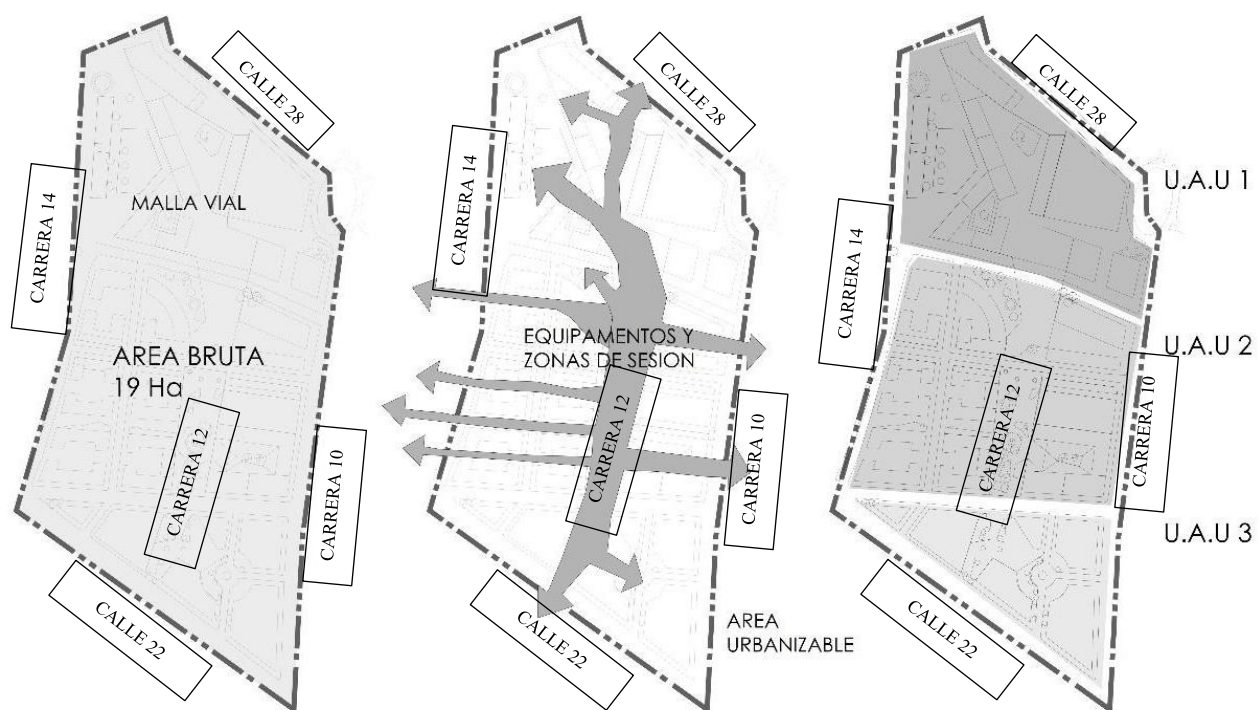 CALLE 28
CARRERA 14
MALLA VIAL
AREA BRUTA
19 Ha
CARRERA 12
CARRERA 10
CALLE 22
CALLE 28
CARRERA 14
EQUIPAMENTOS Y
ZONAS DE SESION
CARRERA 12
CARRERA 10
CALLE 22
AREA
URBANIZABLE
CALLE 28
U.A.U 1
CARRERA 14
U.A.U 2
CARRERA 12
CARRERA 10
U.A.U 3
CALLE 22